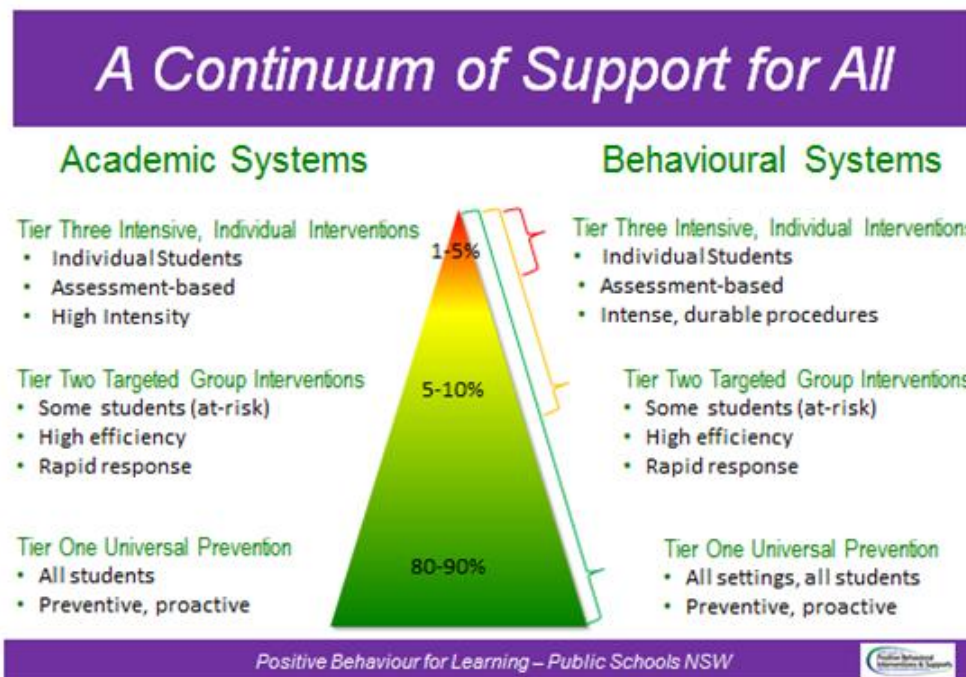 A Continuum of Support for All
Academic Systems
Tier Three Intensive, Individual Interventions
• Individual Students
• Assessment-based
• High Intensity
Tier Two Targeted Group Interventions
• Some students (at-risk)
• High efficiency
• Rapid response
Tier One Universal Prevention
• All students
• Preventive, proactive
1-5%
5-10%
80-90%
Behavioural Systems
Tier Three Intensive, Individual Interventions
• Individual Students
• Assessment-based
• Intense, durable procedures
Tier Two Targeted Group Interventions
• Some students (at-risk)
• High efficiency
• Rapid response
Tier One Universal Prevention
• All settings, all students
• Preventive, proactive
Positive Behaviour for Learning – Public Schools NSW
Positive Behavioral
Interventions & Supports